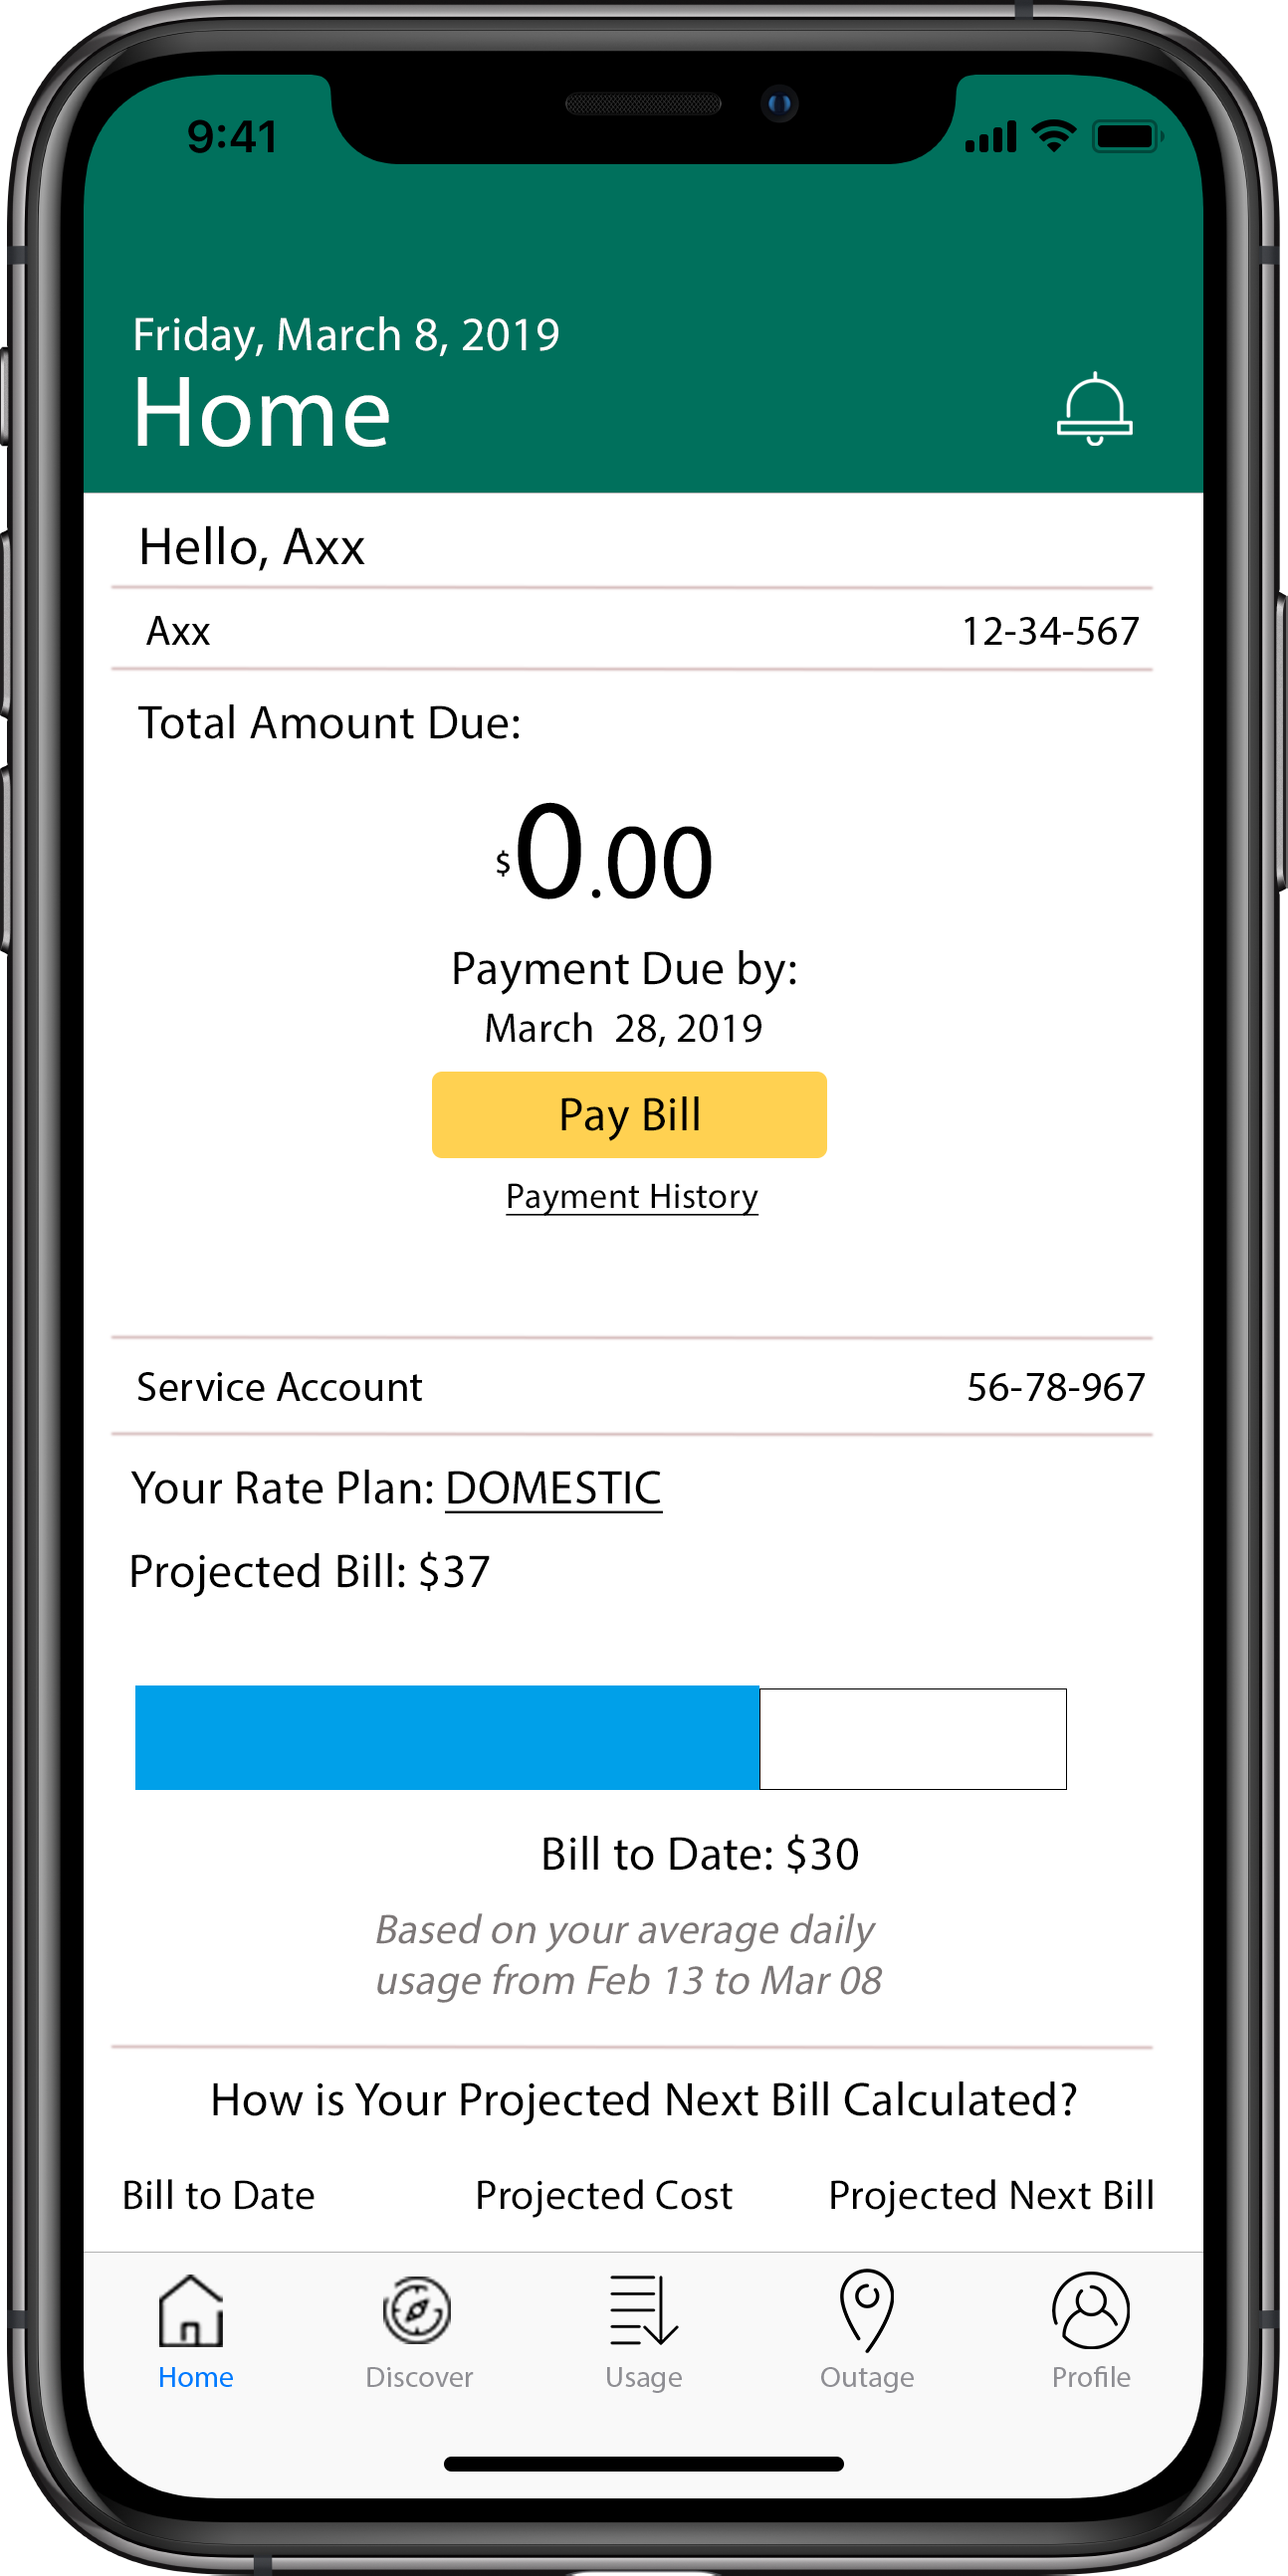 9:41
Friday, March 8, 2019
Home
Hello, Axx
Axx 12-34-567
Total Amount Due:
$0.00
Payment Due by:
March 28, 2019
Pay Bill
Payment History
Service Account 56-78-967
Your Rate Plan: DOMESTIC
Projected Bill: $37
Bill to Date: $30
Based on your average daily
usage from Feb 13 to Mar 08
How is Your Projected Next Bill Calculated?
Bill to Date Projected Cost Projected Next Bill
Home Discover Usage Outage Profile